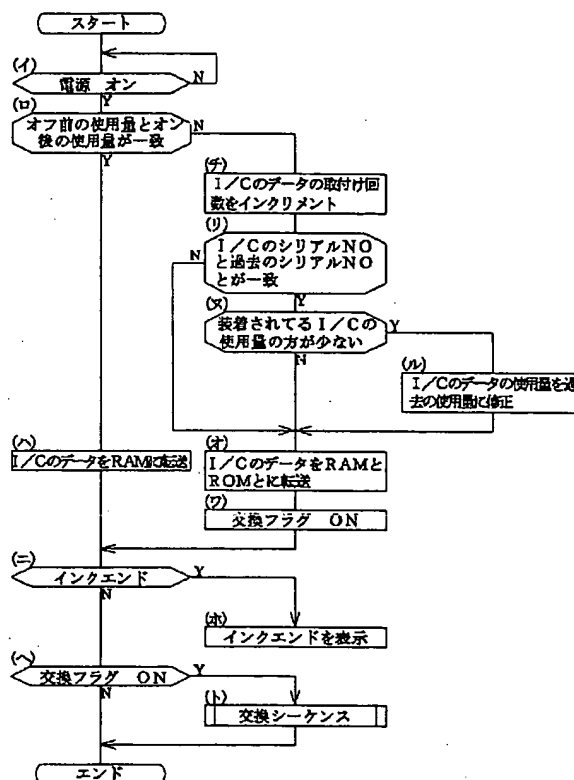 スタート
(イ)
電源 オン
N
Y
(ロ)
オフ前の使用量とオン
後の使用量が一致
N
Y
(チ)
I/Cのデータの取付け回
数をインクリメント
(リ)
I/CのシリアルNO
と過去のシリアルNO
とが一致
N
Y
(ヌ)
装着されてるI/Cの
使用量の方が少ない
Y
N
(ル)
I/Cのデータの使用量を過
去の使用量に修正
(ハ)
I/CのデータをRAMに転送
(オ)
I/CのデータをRAMと
ROMとに転送
(ワ)
交換フラグ ON
(ニ)
インクエンド
Y
N
(ホ)
インクエンドを表示
(ヘ)
交換フラグ ON
Y
N
(ト)
交換シーケンス
エンド